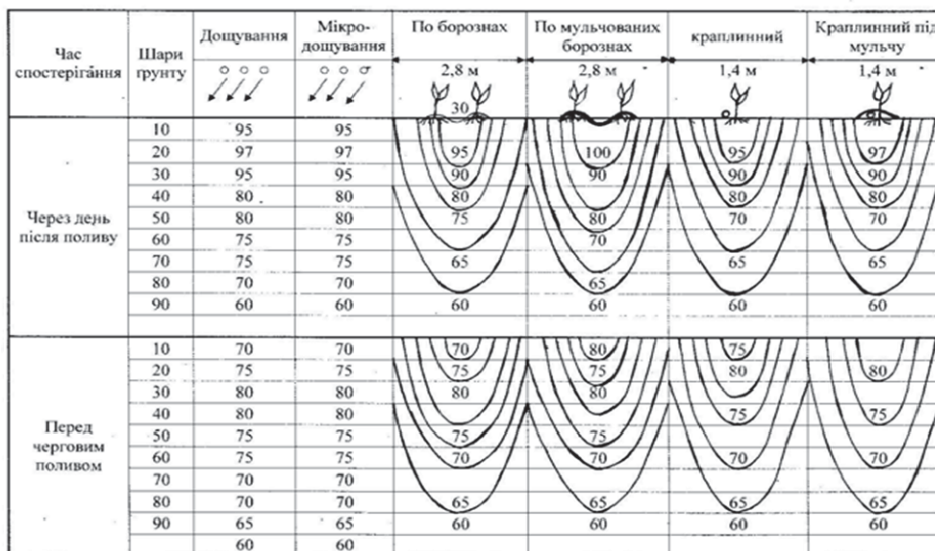 Час
спостерігання
Шари
ґрунту
Дощування
Мікро-
дощування
По борознах
По мульчованих
борознах
краплинний
Краплинний під
мульчу
2,8 м 2,8 м 1,4 м 1,4 м
30
Через день
після поливу
10 95 95
20 97 97 95 100 95 97
30 95 95 90 90 90 90
40 80 80 80 80 80
50 80 80 75 80 70 70
60 75 75 70
70 75 75 65 65 65
80 70 70 65
90 60 60 60 60 60 60
Перед
черговим
поливом
10 70 70 70 80 75
20 75 75 75 75 80 80
30 80 80 80 80
40 80 80 75 75
50 75 75 75 75
60 75 75 70 70 70 70
70 70 70
80 70 70 65 65 65 65
90 65 65 60 60 60 60
60 60